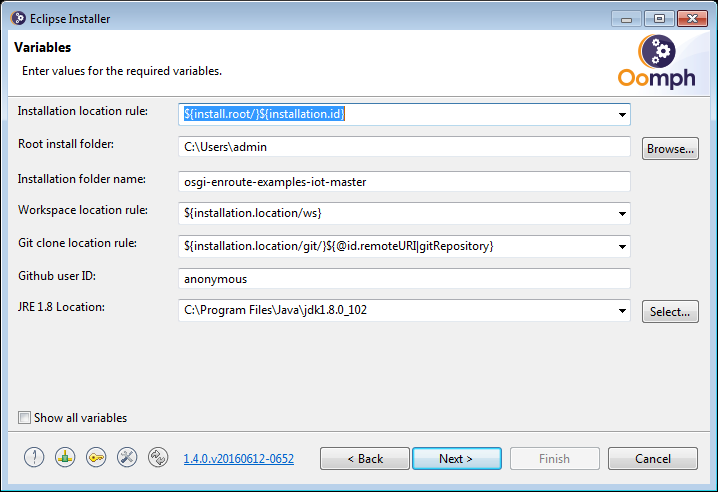 Eclipse Installer
Variables
Enter values for the required variables.
Oomph
Installation location rule: ${install.root/}${installation.id}
Root install folder: C:\Users\admin Browse...
Installation folder name: osgi-enroute-examples-iot-master
Workspace location rule: ${installation.location/ws}
Git clone location rule: ${installation.location/git/}${@id.remoteURI|gitRepository}
Github user ID: anonymous
JRE 1.8 Location: C:\Program Files\Java\jdk1.8.0_102 Select...
Show all variables
1.4.0.v20160612-0652 < Back Next > Finish Cancel